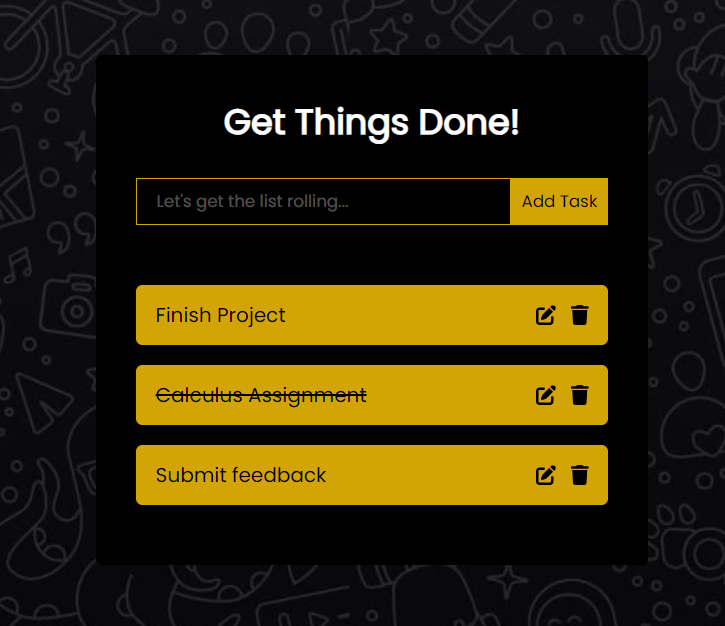 Get Things Done!
Let's get the list rolling...
Add Task
Finish Project
Calculus Assignment
Submit feedback